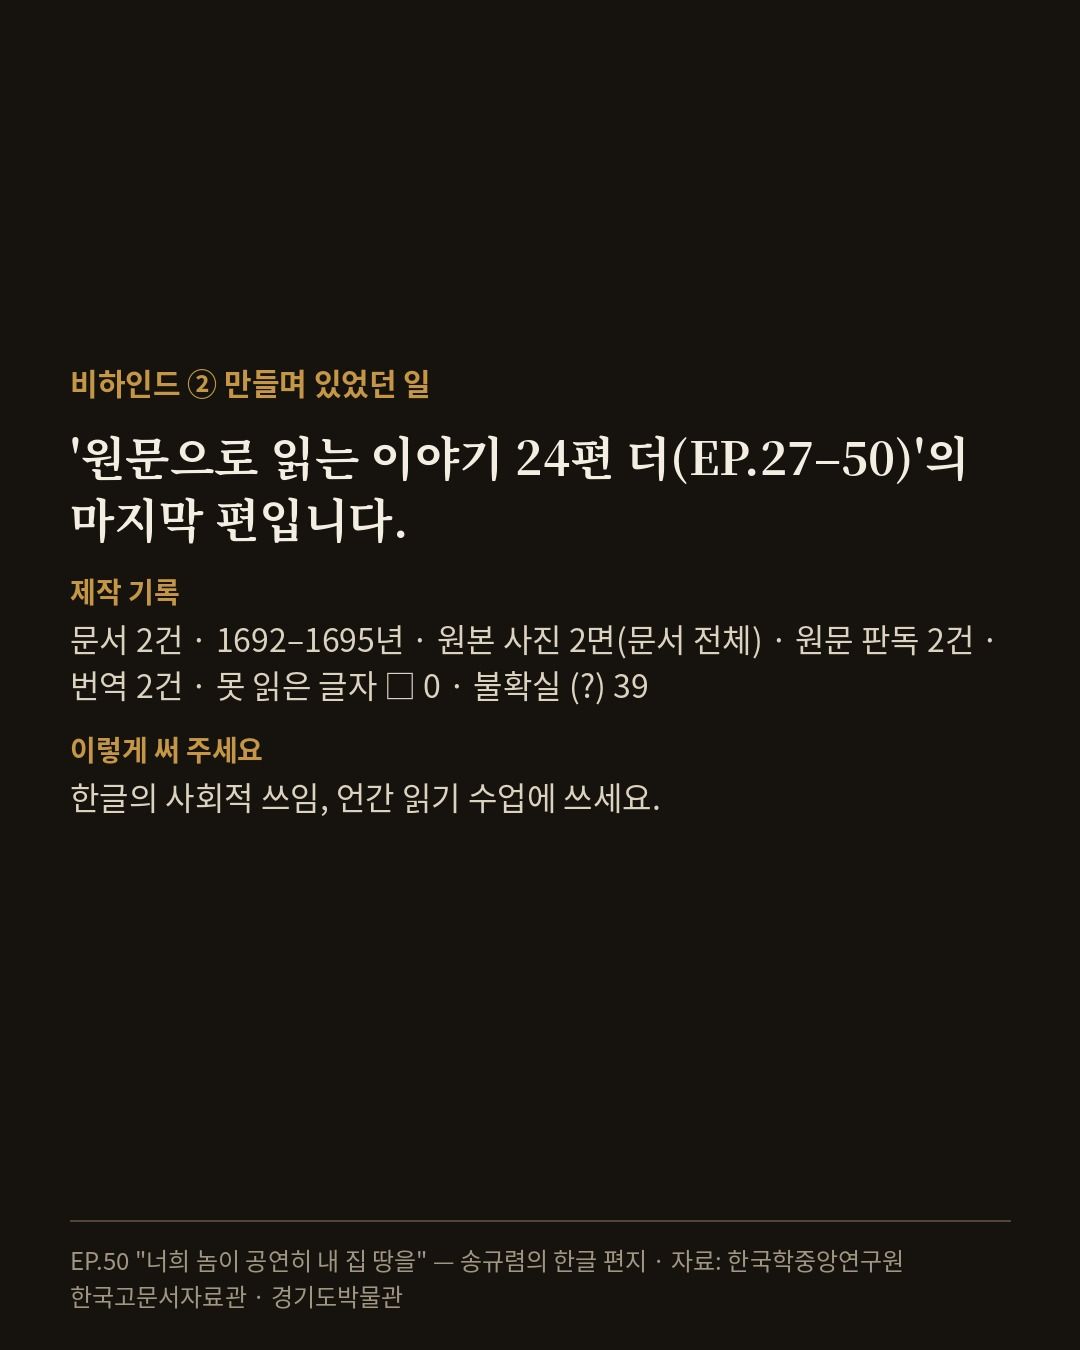 비하인드 ② 만들며 있었던 일
'원문으로 읽는 이야기 24편 더(EP.27–50)'의
마지막 편입니다.
제작 기록
문서 2건 · 1692–1695년 · 원본 사진 2면(문서 전체) · 원문 판독 2건 ·
번역 2건 · 못 읽은 글자 □ 0 · 불확실 (?) 39
이렇게 써 주세요
한글의 사회적 쓰임, 언간 읽기 수업에 쓰세요.
EP.50 "너희 놈이 공연히 내 집 땅을" — 송규렴의 한글 편지 · 자료: 한국학중앙연구원
한국고문서자료관 · 경기도박물관